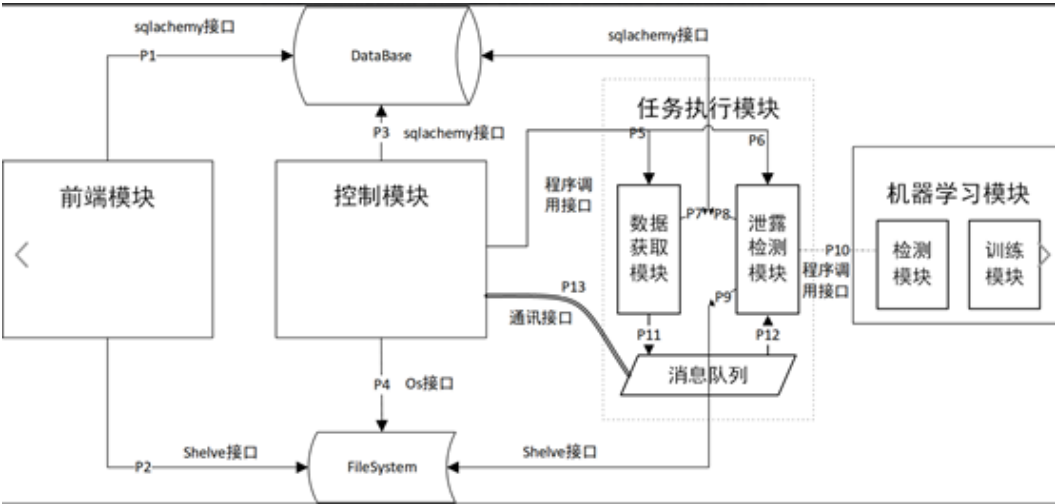 sqlachemy接口
P1
DataBase
sqlachemy接口
P3
sqlachemy接口
任务执行模块
P5
P6
前端模块
控制模块
程序调
用接口
数据
获取
模块
P7
P8
泄露
检测
模块
机器学习模块
检测
模块
训练
模块
P10
程序调
用接口
P9
P13
通讯接口
P11
P12
消息队列
P4
Os接口
Shelve接口
P2
FileSystem
Shelve接口